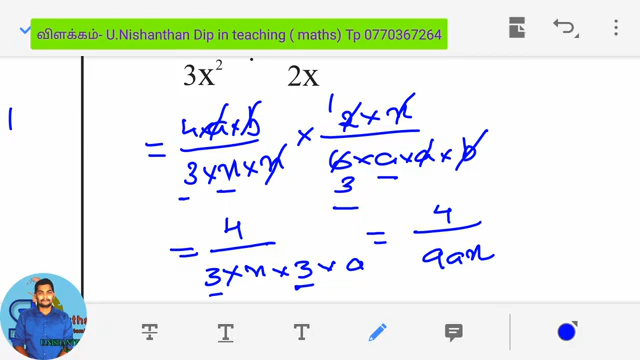 விளக்கம்- U.Nishanthan Dip in teaching ( maths) Tp 0770367264
3x² ÷ 2x
1
= 4×a×b / 3×x×x × 1 2×x / 6×a×a×b
3
= 4 / 3×x×3×a = 4 / 9ax